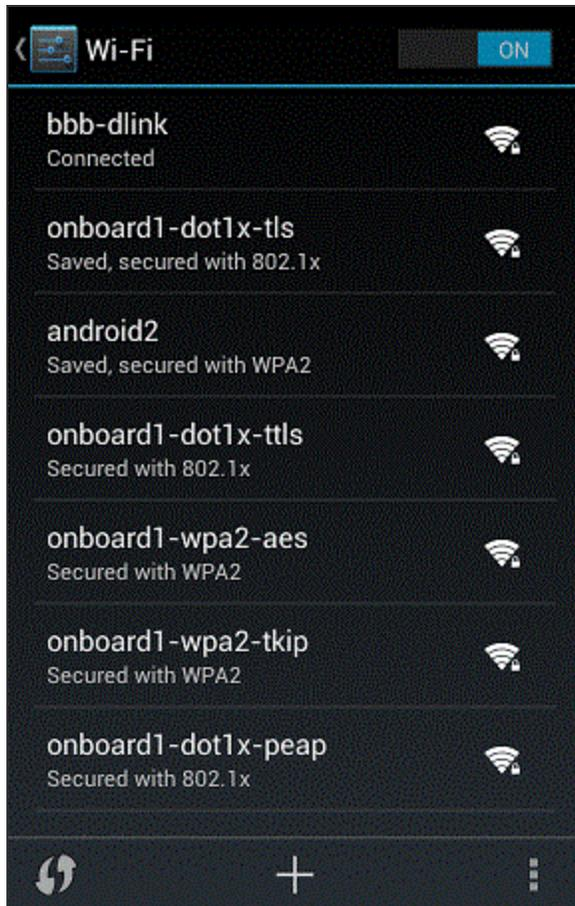 Wi-Fi
ON
bbb-dlink
Connected
onboard1-dot1x-tls
Saved, secured with 802.1x
android2
Saved, secured with WPA2
onboard1-dot1x-ttls
Secured with 802.1x
onboard1-wpa2-aes
Secured with WPA2
onboard1-wpa2-tkip
Secured with WPA2
onboard1-dot1x-peap
Secured with 802.1x